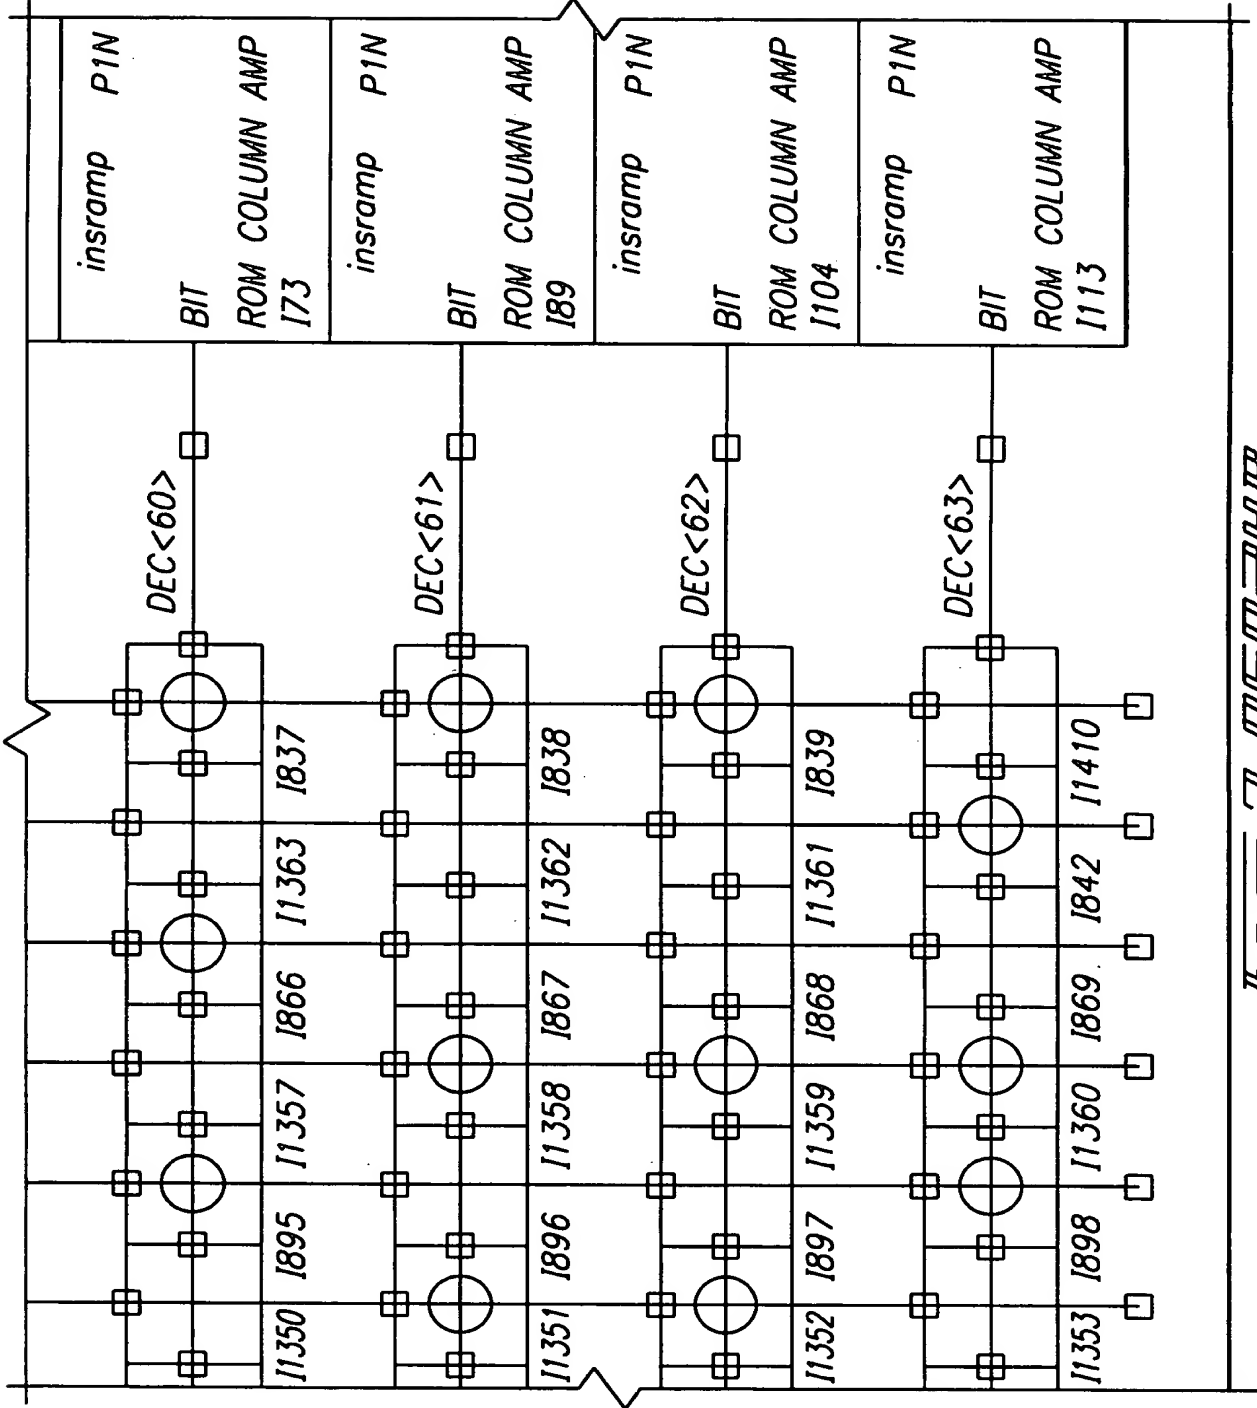 insramp P1N
BIT
ROM COLUMN AMP
I73
DEC<60>
I837
I1363
I866
I1357
I895
I1350
insramp P1N
BIT
ROM COLUMN AMP
I89
DEC<61>
I838
I1362
I867
I1358
I896
I1351
insramp P1N
BIT
ROM COLUMN AMP
I104
DEC<62>
I839
I1361
I868
I1359
I897
I1352
insramp P1N
BIT
ROM COLUMN AMP
I113
DEC<63>
I1410
I842
I869
I1360
I898
I1353